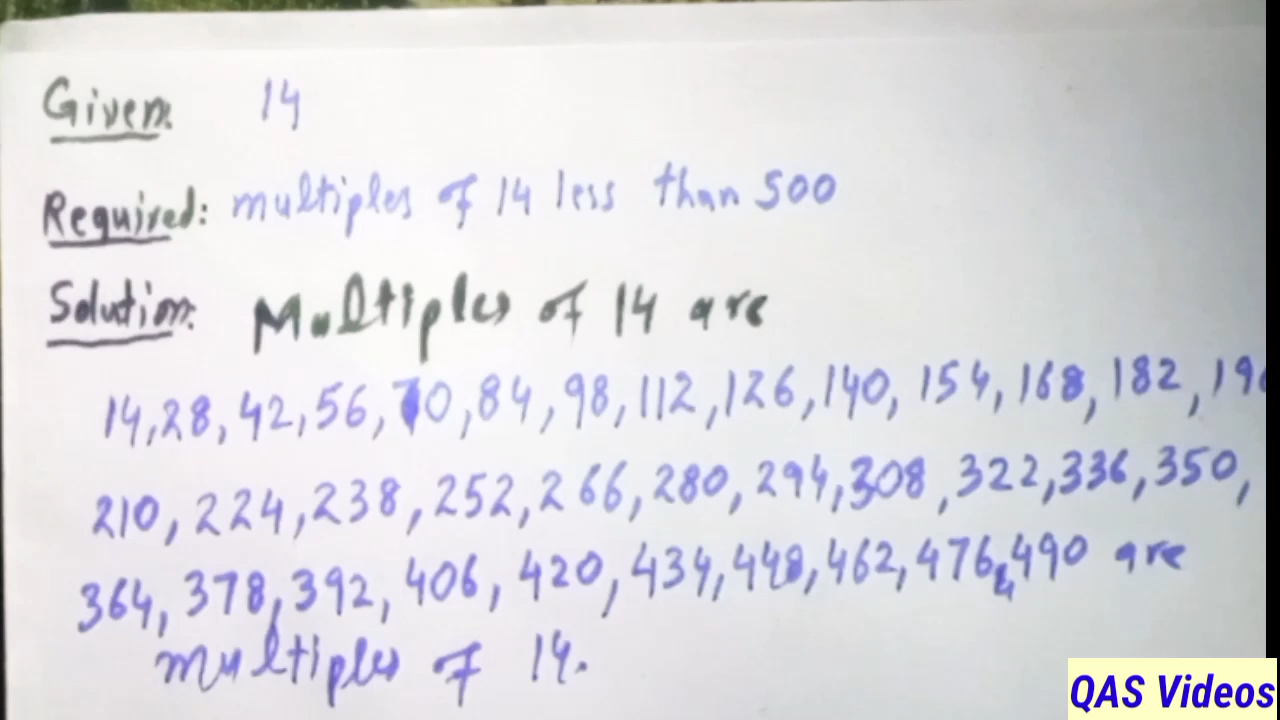 Given: 14
Required: multiples of 14 less than 500
Solution: Multiples of 14 are
14, 28, 42, 56, 70, 84, 98, 112, 126, 140, 154, 168, 182, 196
210, 224, 238, 252, 266, 280, 294, 308, 322, 336, 350,
364, 378, 392, 406, 420, 434, 448, 462, 476 & 490 are
multiples of 14.
QAS Videos